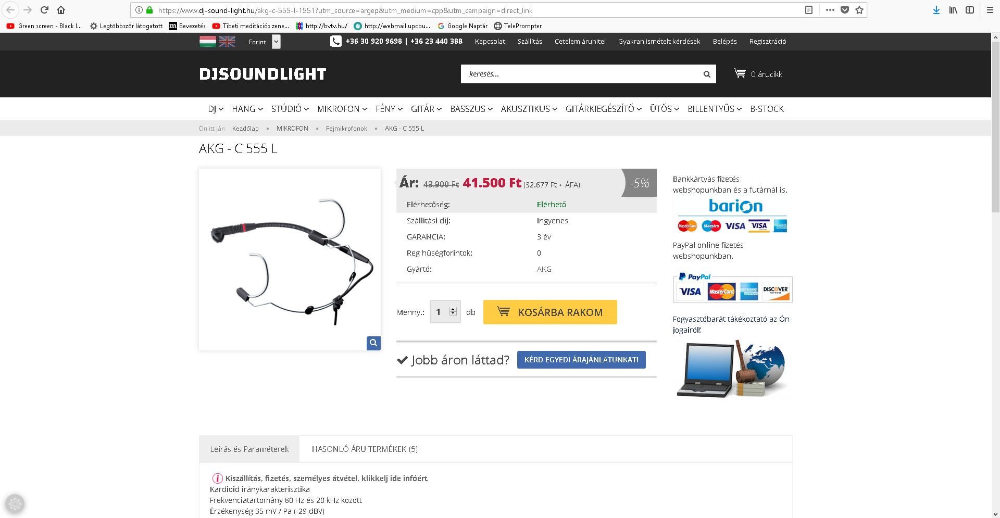 https://www.dj-sound-light.hu/akg-c-555-l-1551?utm_source=argep&utm_medium=cpp&utm_campaign=direct_link
Green screen - Black l... Legtöbbször látogatott Bevezetés Tibeti meditációs zene... http://bvtv.hu/ http://webmail.upcbu... Google Naptár TelePrompter
Forint +36 30 920 9698 | +36 23 440 388 Kapcsolat Szállítás Cetelem áruhitel Gyakran ismételt kérdések Belépés Regisztráció
DJSOUNDLIGHT keresés... 0 árucikk
DJ HANG STÚDIÓ MIKROFON FÉNY GITÁR BASSZUS AKUSZTIKUS GITÁRKIEGÉSZÍTŐ ÜTŐS BILLENTYŰS B-STOCK
Ön itt jár: Kezdőlap • MIKROFON • Fejmikrofonok • AKG - C 555 L
AKG - C 555 L
Ár: 43.900 Ft 41.500 Ft (32.677 Ft + ÁFA) -5%
Elérhetőség: Elérhető
Szállítási díj: Ingyenes
GARANCIA: 3 év
Reg hűségforintok: 0
Gyártó: AKG
Menny.: 1 db KOSÁRBA RAKOM
Jobb áron láttad? KÉRD EGYEDI ÁRAJÁNLATUNKAT!
Bankkártyás fizetés
webshopunkban és a futárnál is.
barion
MasterCard Maestro VISA VISA Electron AMERICAN EXPRESS
PayPal online fizetés
webshopunkban.
PayPal
VISA MasterCard AMERICAN EXPRESS DISCOVER NETWORK
Fogyasztóbarát tákékoztató az Ön
jogairól!
Leírás és Paraméterek HASONLÓ ÁRU TERMÉKEK (5)
i Kiszállítás, fizetés, személyes átvétel, klikkelj ide infóért
Kardioid iránykarakterisztika
Frekvenciatartomány 80 Hz és 20 kHz között
Érzékenység 35 mV / Pa (-29 dBV)